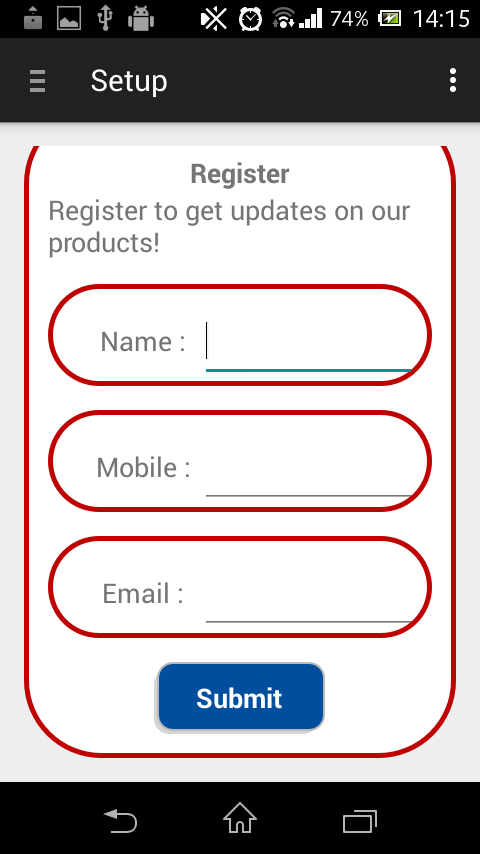 74% 14:15
Setup
Register
Register to get updates on our
products!
Name :
Mobile :
Email :
Submit